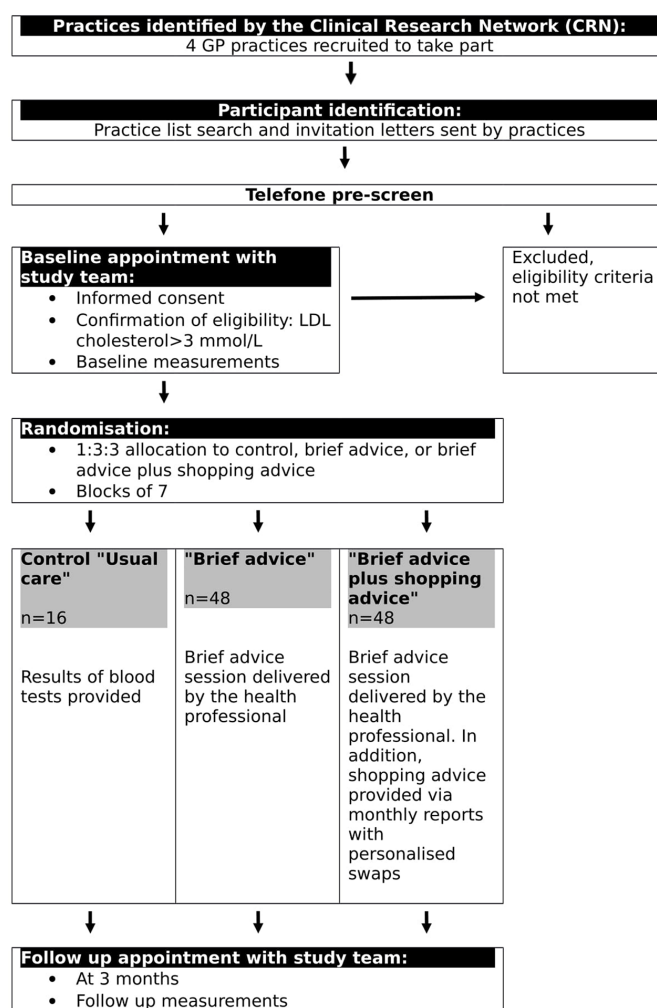 Practices identified by the Clinical Research Network (CRN):
4 GP practices recruited to take part
Participant identification:
Practice list search and invitation letters sent by practices
Telefone pre-screen
Baseline appointment with
study team:
• Informed consent
• Confirmation of eligibility: LDL
cholesterol>3 mmol/L
• Baseline measurements
Excluded,
eligibility criteria
not met
Randomisation:
• 1:3:3 allocation to control, brief advice, or brief
advice plus shopping advice
• Blocks of 7
Control "Usual
care"
n=16
Results of blood
tests provided
"Brief advice"
n=48
Brief advice
session delivered
by the health
professional
"Brief advice
plus shopping
advice"
n=48
Brief advice
session
delivered by the
health
professional. In
addition,
shopping advice
provided via
monthly reports
with
personalised
swaps
Follow up appointment with study team:
• At 3 months
• Follow up measurements